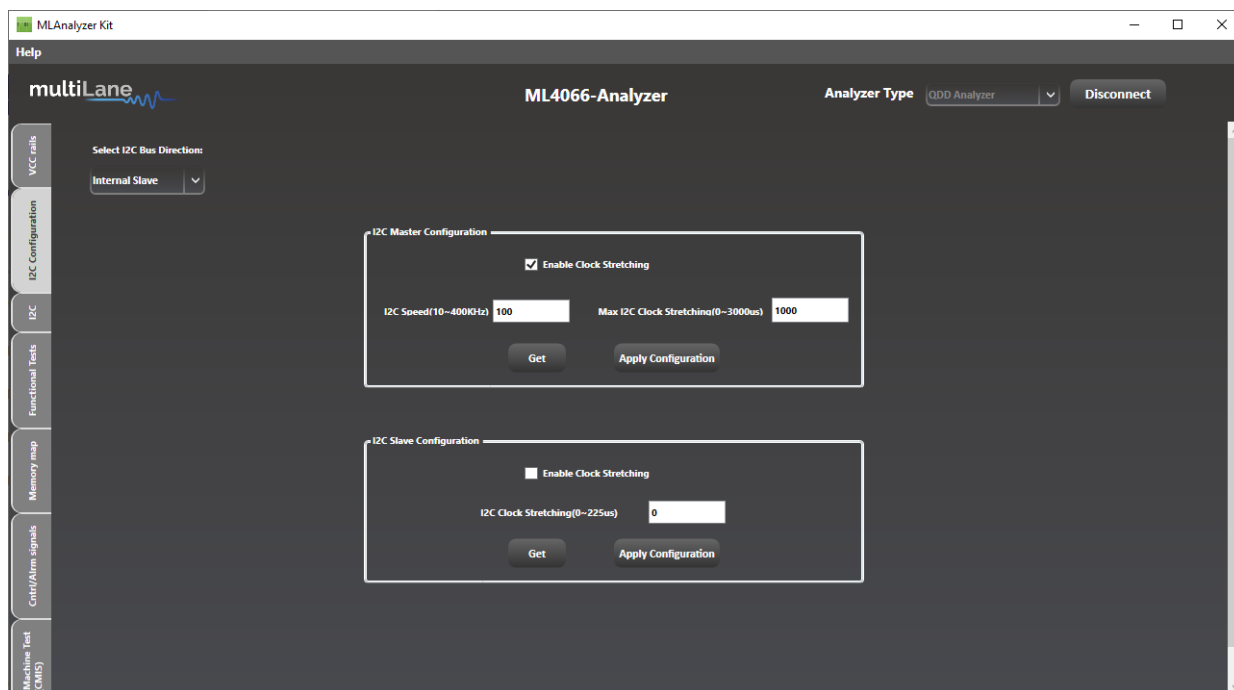 MLAnalyzer Kit
Help
multiLane
ML4066-Analyzer
Analyzer Type
QDD Analyzer
Disconnect
VCC rails
I2C Configuration
I2C
Functional Tests
Memory map
Cntrl/Alrm signals
Machine Test
CMIS)
Select I2C Bus Direction:
Internal Slave
I2C Master Configuration
Enable Clock Stretching
I2C Speed(10~400KHz) 100 Max I2C Clock Stretching(0~3000us) 1000
Get Apply Configuration
I2C Slave Configuration
Enable Clock Stretching
I2C Clock Stretching(0~225us) 0
Get Apply Configuration